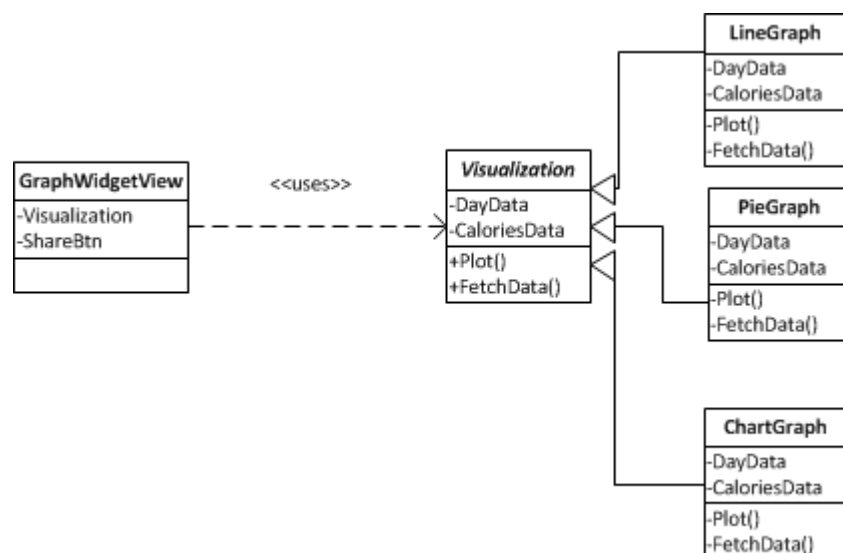 GraphWidgetView
-Visualization
-ShareBtn
<<uses>>
Visualization
-DayData
-CaloriesData
+Plot()
+FetchData()
LineGraph
-DayData
-CaloriesData
-Plot()
-FetchData()
PieGraph
-DayData
-CaloriesData
-Plot()
-FetchData()
ChartGraph
-DayData
-CaloriesData
-Plot()
-FetchData()